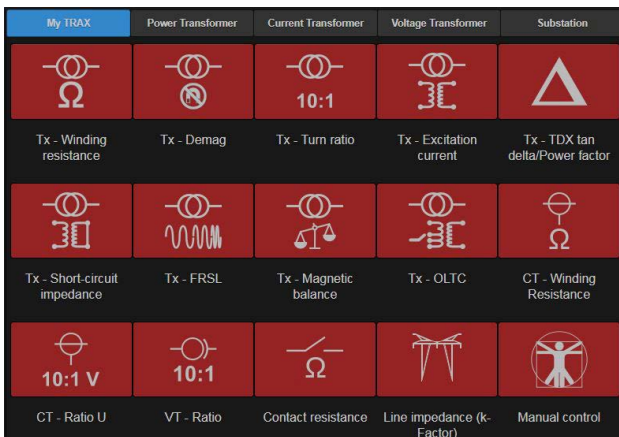 My TRAX
Power Transformer
Current Transformer
Voltage Transformer
Substation
Ω
10:1
Tx - Winding
resistance
Tx - Demag
Tx - Turn ratio
Tx - Excitation
current
Tx - TDX tan
delta/Power factor
Ω
Tx - Short-circuit
impedance
Tx - FRSL
Tx - Magnetic
balance
Tx - OLTC
CT - Winding
Resistance
10:1 V
10:1
Ω
CT - Ratio U
VT - Ratio
Contact resistance
Line impedance (k-
Factor)
Manual control